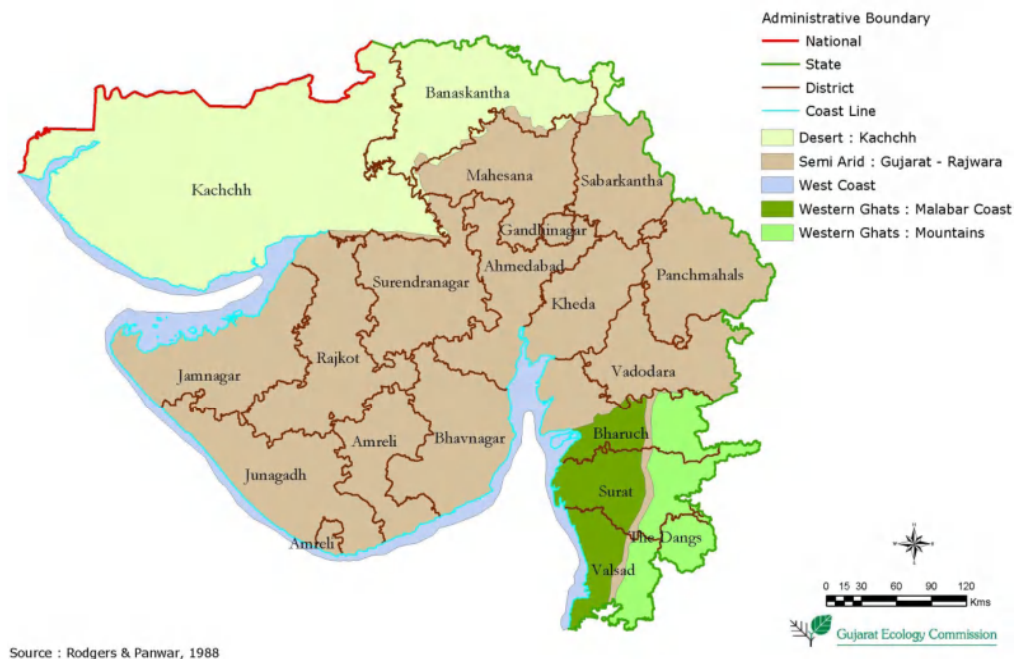 Administrative Boundary
National
State
District
Coast Line
Desert : Kachchh
Semi Arid : Gujarat - Rajwara
West Coast
Western Ghats : Malabar Coast
Western Ghats : Mountains
Banaskantha
Kachchh
Mahesana
Sabarkantha
Gandhinagar
Ahmedabad
Surendranagar
Panchmahals
Kheda
Rajkot
Jamnagar
Vadodara
Bharuch
Amreli
Bhavnagar
Junagadh
Surat
The Dangs
Amreli
Valsad
0 15 30 60 90 120
Kms
Gujarat Ecology Commission
Source : Rodgers & Panwar, 1988